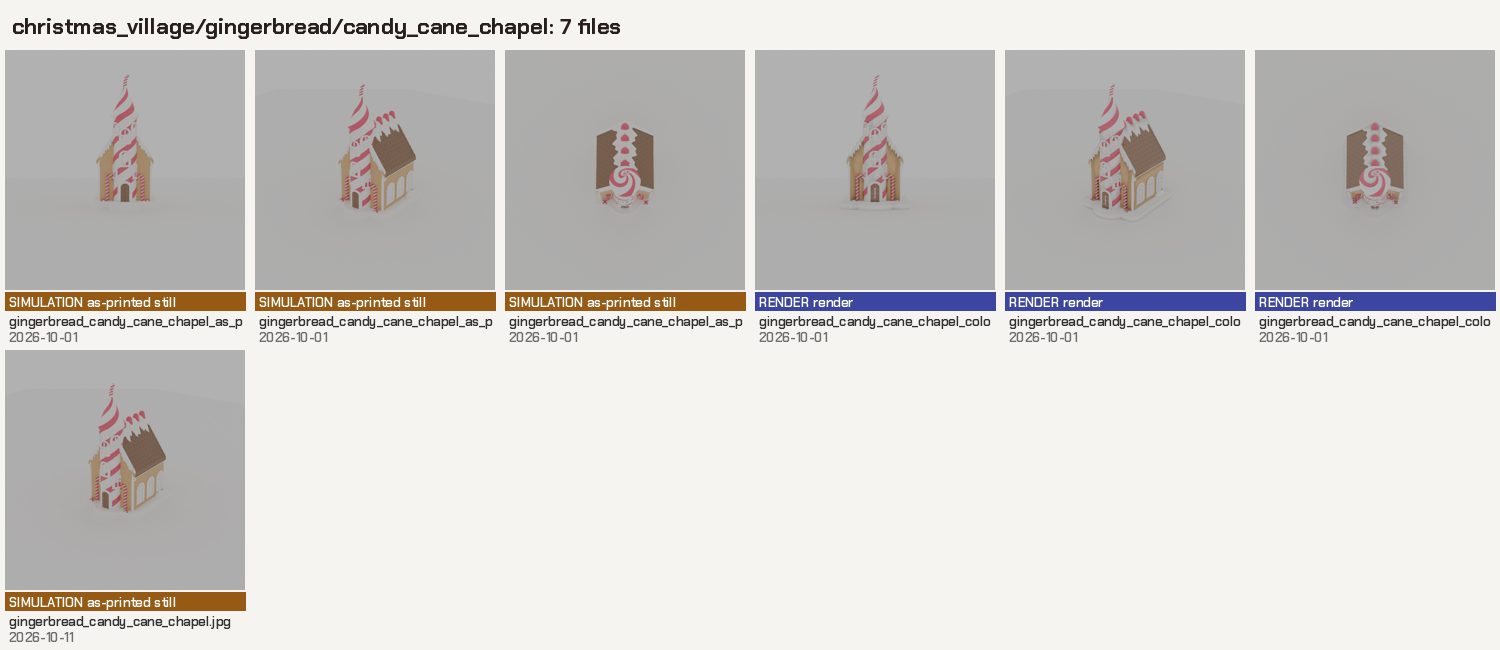 christmas_village/gingerbread/candy_cane_chapel: 7 files
SIMULATION as-printed still
SIMULATION as-printed still
SIMULATION as-printed still
RENDER render
RENDER render
RENDER render
gingerbread_candy_cane_chapel_as_p
gingerbread_candy_cane_chapel_as_p
gingerbread_candy_cane_chapel_as_p
gingerbread_candy_cane_chapel_colo
gingerbread_candy_cane_chapel_colo
gingerbread_candy_cane_chapel_colo
2026-10-01
2026-10-01
2026-10-01
2026-10-01
2026-10-01
2026-10-01
SIMULATION as-printed still
gingerbread_candy_cane_chapel.jpg
2026-10-11